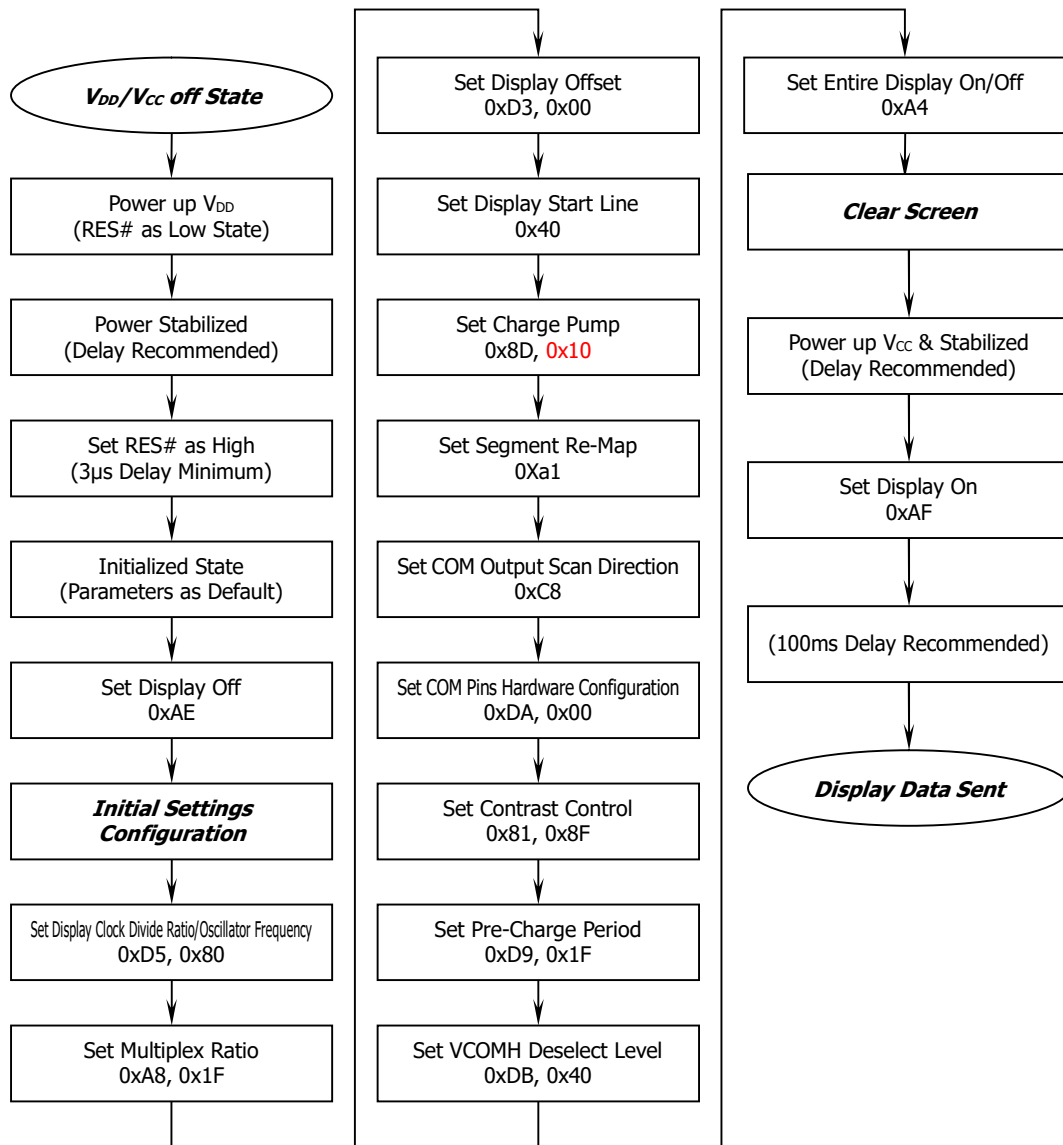 VDD/VCC off State
Power up VDD
(RES# as Low State)
Power Stabilized
(Delay Recommended)
Set RES# as High
(3μs Delay Minimum)
Initialized State
(Parameters as Default)
Set Display Off
0xAE
Initial Settings
Configuration
Set Display Clock Divide Ratio/Oscillator Frequency
0xD5, 0x80
Set Multiplex Ratio
0xA8, 0x1F
Set Display Offset
0xD3, 0x00
Set Display Start Line
0x40
Set Charge Pump
0x8D, 0x10
Set Segment Re-Map
0Xa1
Set COM Output Scan Direction
0xC8
Set COM Pins Hardware Configuration
0xDA, 0x00
Set Contrast Control
0x81, 0x8F
Set Pre-Charge Period
0xD9, 0x1F
Set VCOMH Deselect Level
0xDB, 0x40
Set Entire Display On/Off
0xA4
Clear Screen
Power up VCC & Stabilized
(Delay Recommended)
Set Display On
0xAF
(100ms Delay Recommended)
Display Data Sent